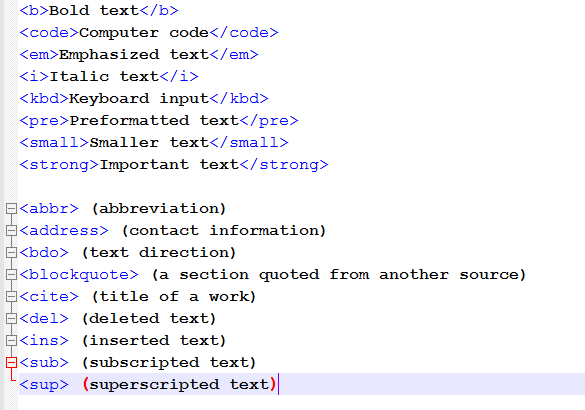 <b>Bold text</b>
<code>Computer code</code>
<em>Emphasized text</em>
<i>Italic text</i>
<kbd>Keyboard input</kbd>
<pre>Preformatted text</pre>
<small>Smaller text</small>
<strong>Important text</strong>

<abbr> (abbreviation)
<address> (contact information)
<bdo> (text direction)
<blockquote> (a section quoted from another source)
<cite> (title of a work)
<del> (deleted text)
<ins> (inserted text)
<sub> (subscripted text)
<sup> (superscripted text)